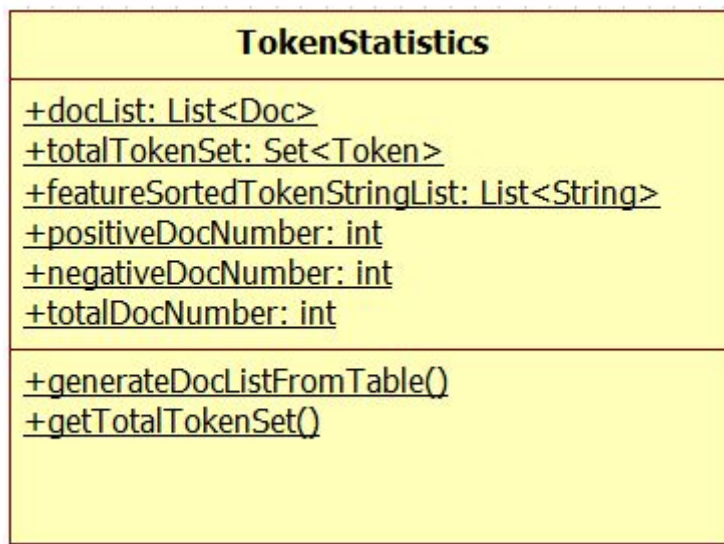 TokenStatistics
+docList: List<Doc>
+totalTokenSet: Set<Token>
+featureSortedTokenStringList: List<String>
+positiveDocNumber: int
+negativeDocNumber: int
+totalDocNumber: int
+generateDocListFromTable()
+getTotalTokenSet()